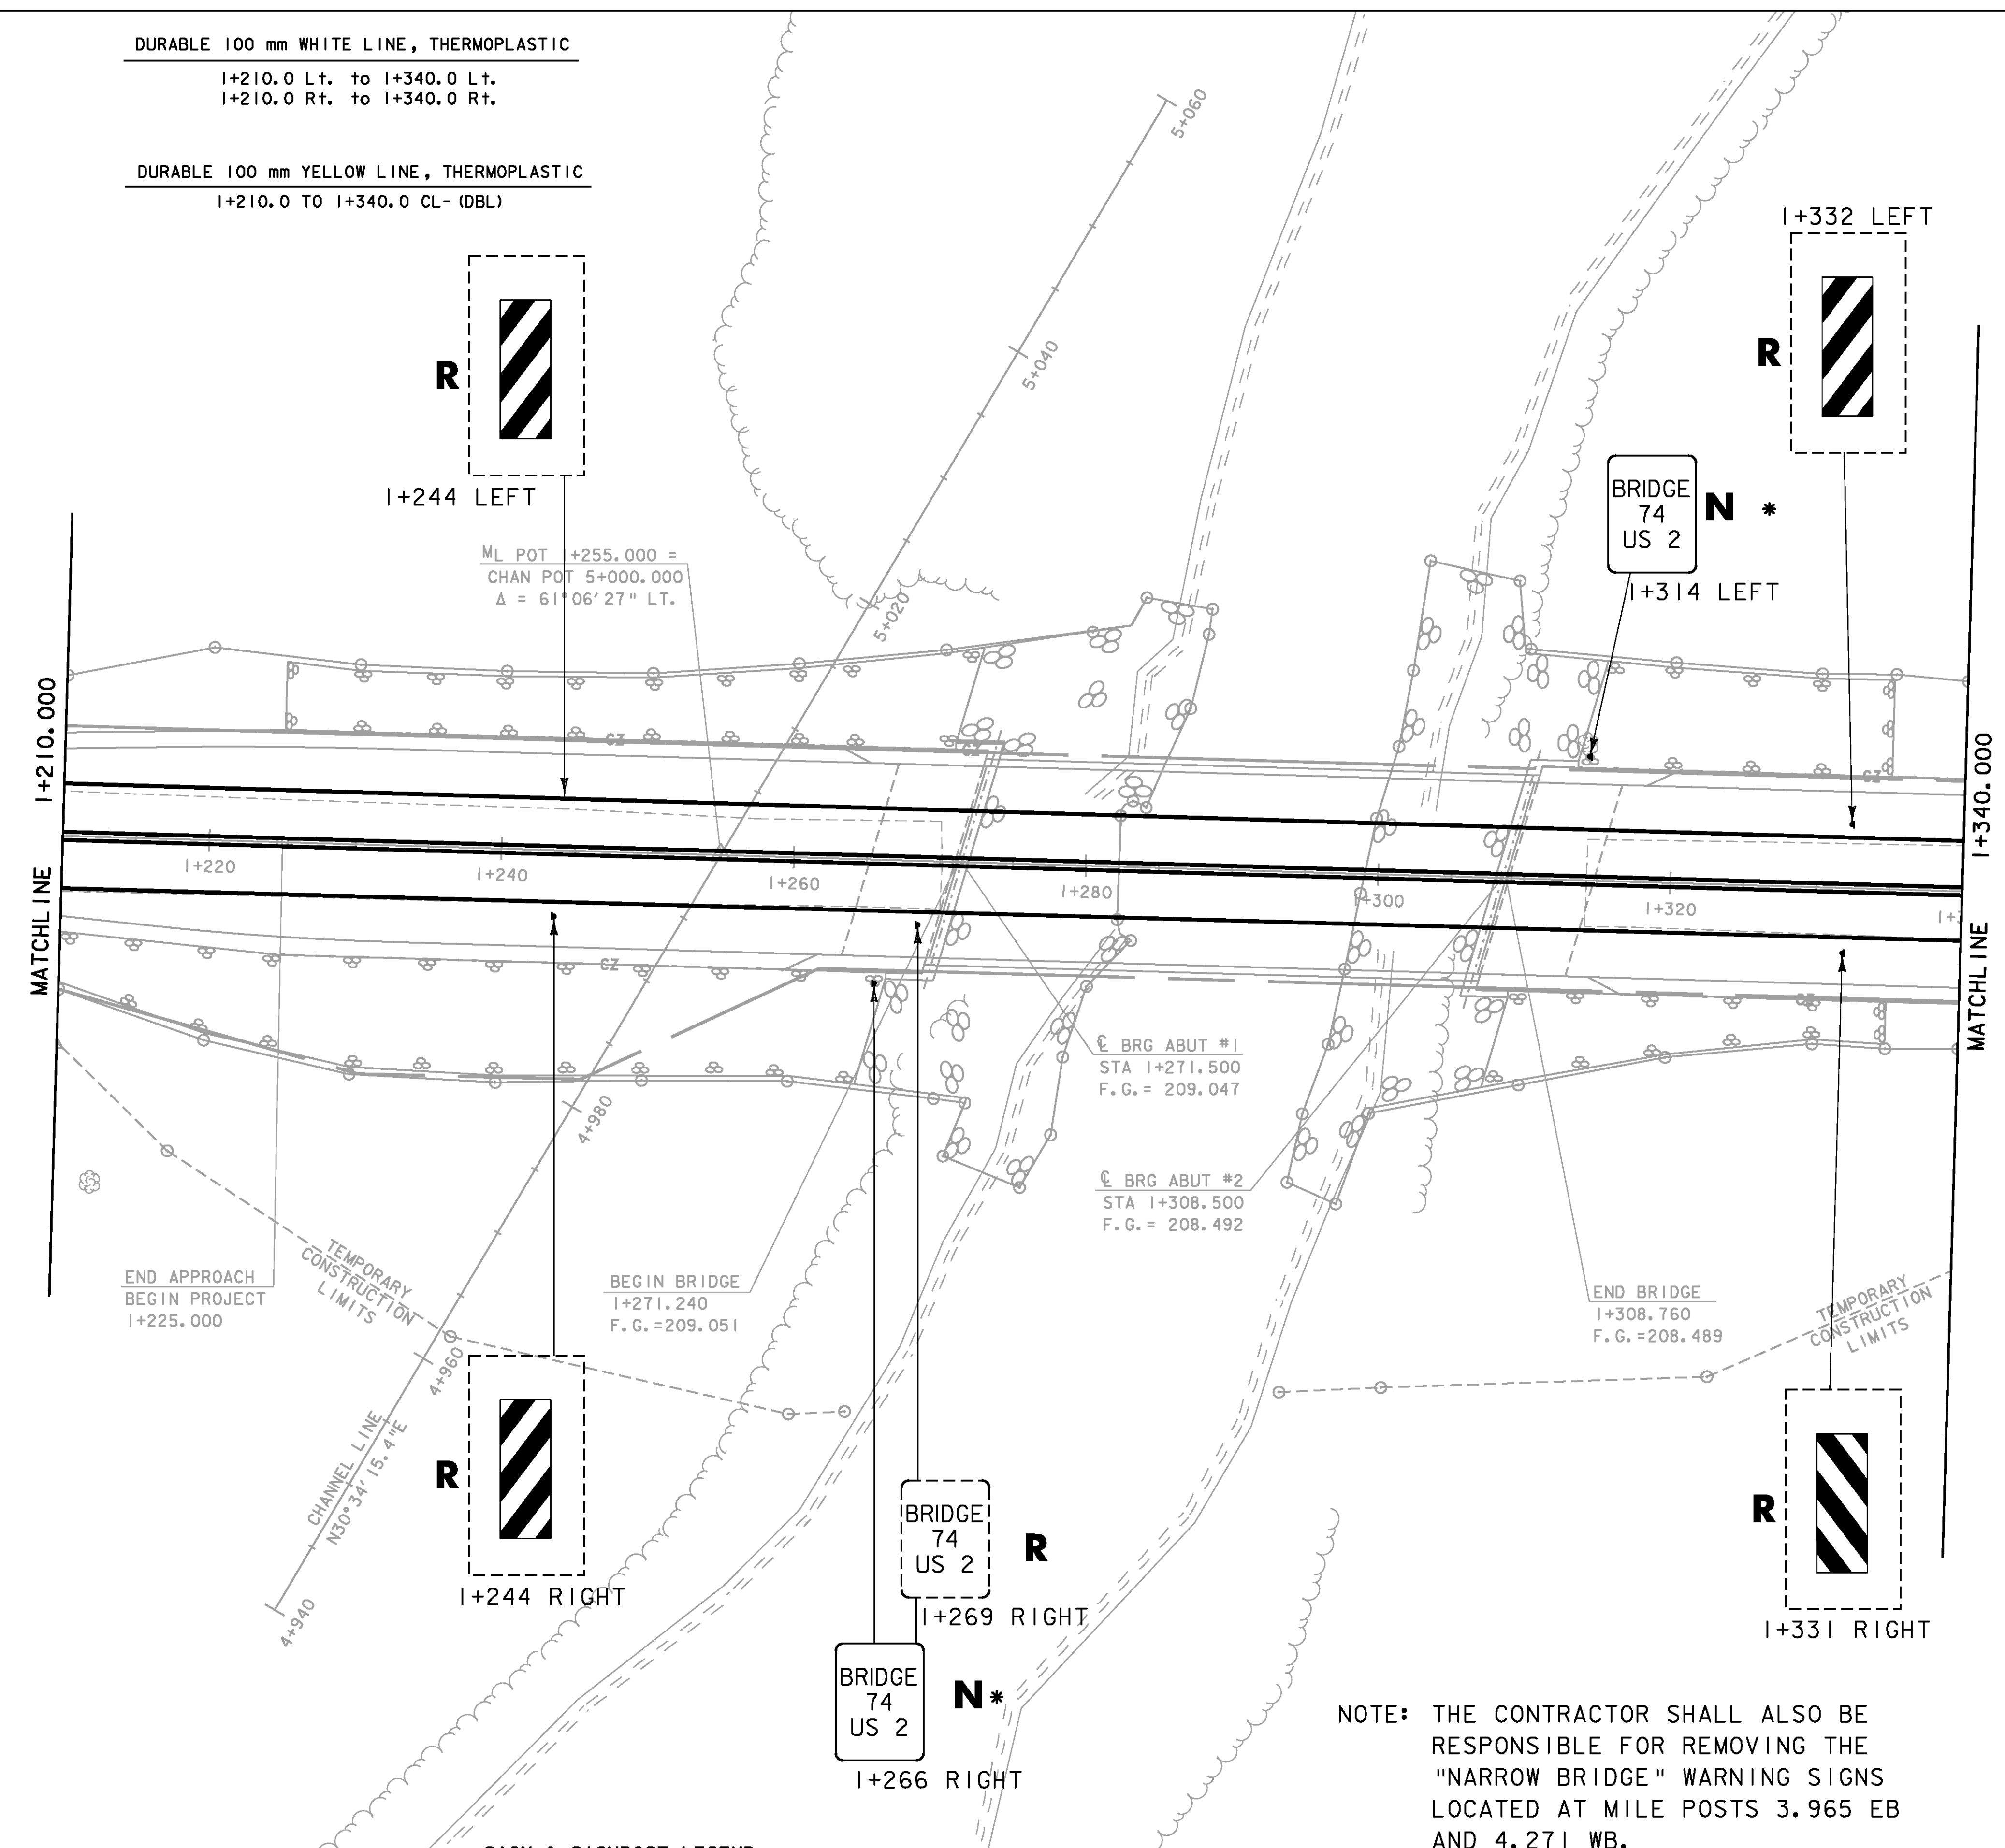 DURABLE 100 mm WHITE LINE, THERMOPLASTIC
1+210.0 Lt. to 1+340.0 Lt.
1+210.0 Rt. to 1+340.0 Rt.
DURABLE 100 mm YELLOW LINE, THERMOPLASTIC
1+210.0 TO 1+340.0 CL- (DBL)
5+060
5+040
5+020
1+332 LEFT
R
R
1+244 LEFT
BRIDGE
74
US 2
N *
1+314 LEFT
ML POT 1+255.000 =
CHAN POT 5+000.000
Δ = 61°06'27" LT.
MATCHLINE 1+210.000
MATCHLINE 1+340.000
CZ
CZ
CZ
CZ
CZ
1+220
1+240
1+260
1+280
1+300
1+320
1+3
℄ BRG ABUT #1
STA 1+271.500
F.G.= 209.047
℄ BRG ABUT #2
STA 1+308.500
F.G.= 208.492
4+980
4+960
4+940
END APPROACH
BEGIN PROJECT
1+225.000
TEMPORARY
CONSTRUCTION
LIMITS
BEGIN BRIDGE
1+271.240
F.G.=209.051
END BRIDGE
1+308.760
F.G.=208.489
TEMPORARY
CONSTRUCTION
LIMITS
CHANNEL LINE
N30°34'15.4"E
R
1+244 RIGHT
BRIDGE
74
US 2
R
1+269 RIGHT
BRIDGE
74
US 2
N*
1+266 RIGHT
R
1+331 RIGHT
NOTE: THE CONTRACTOR SHALL ALSO BE
RESPONSIBLE FOR REMOVING THE
"NARROW BRIDGE" WARNING SIGNS
LOCATED AT MILE POSTS 3.965 EB
AND 4.271 WB.
SIGN & SIGNPOST LEGEND